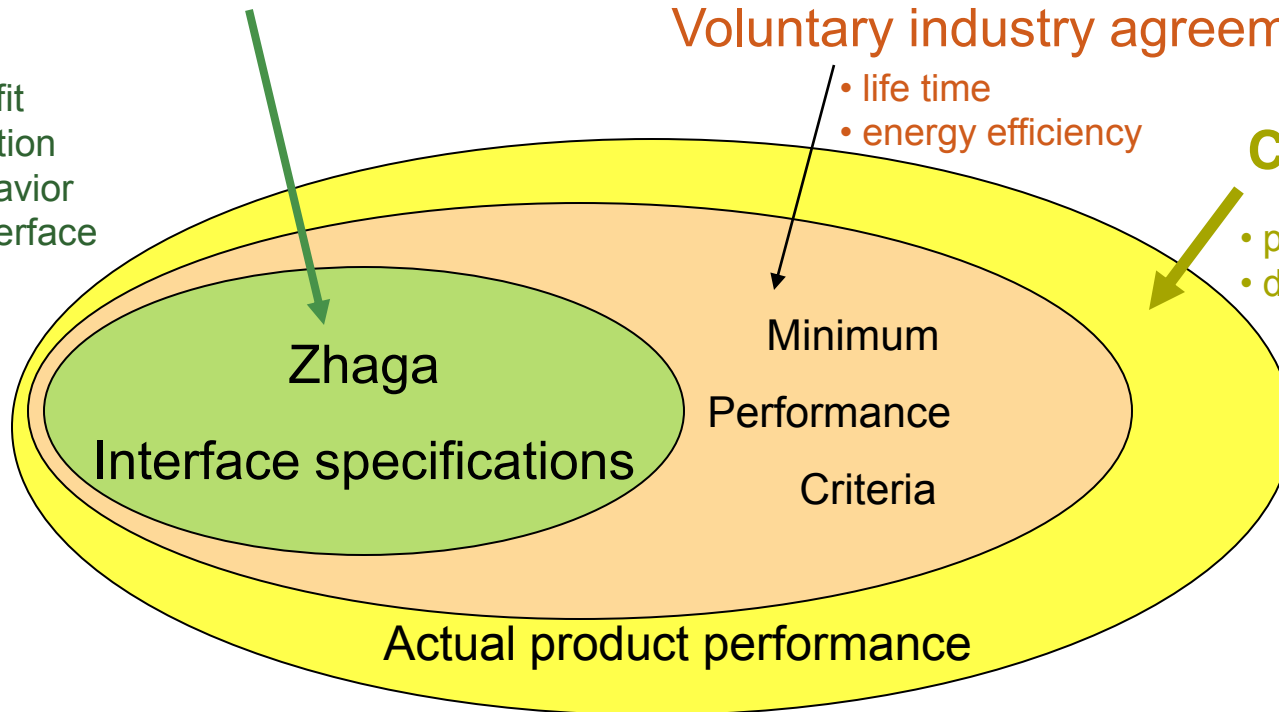 Voluntary industry agreem
fit
tion
avior
erface
• life time
• energy efficiency
C
• p
• d
Zhaga
Interface specifications
Minimum
Performance
Criteria
Actual product performance